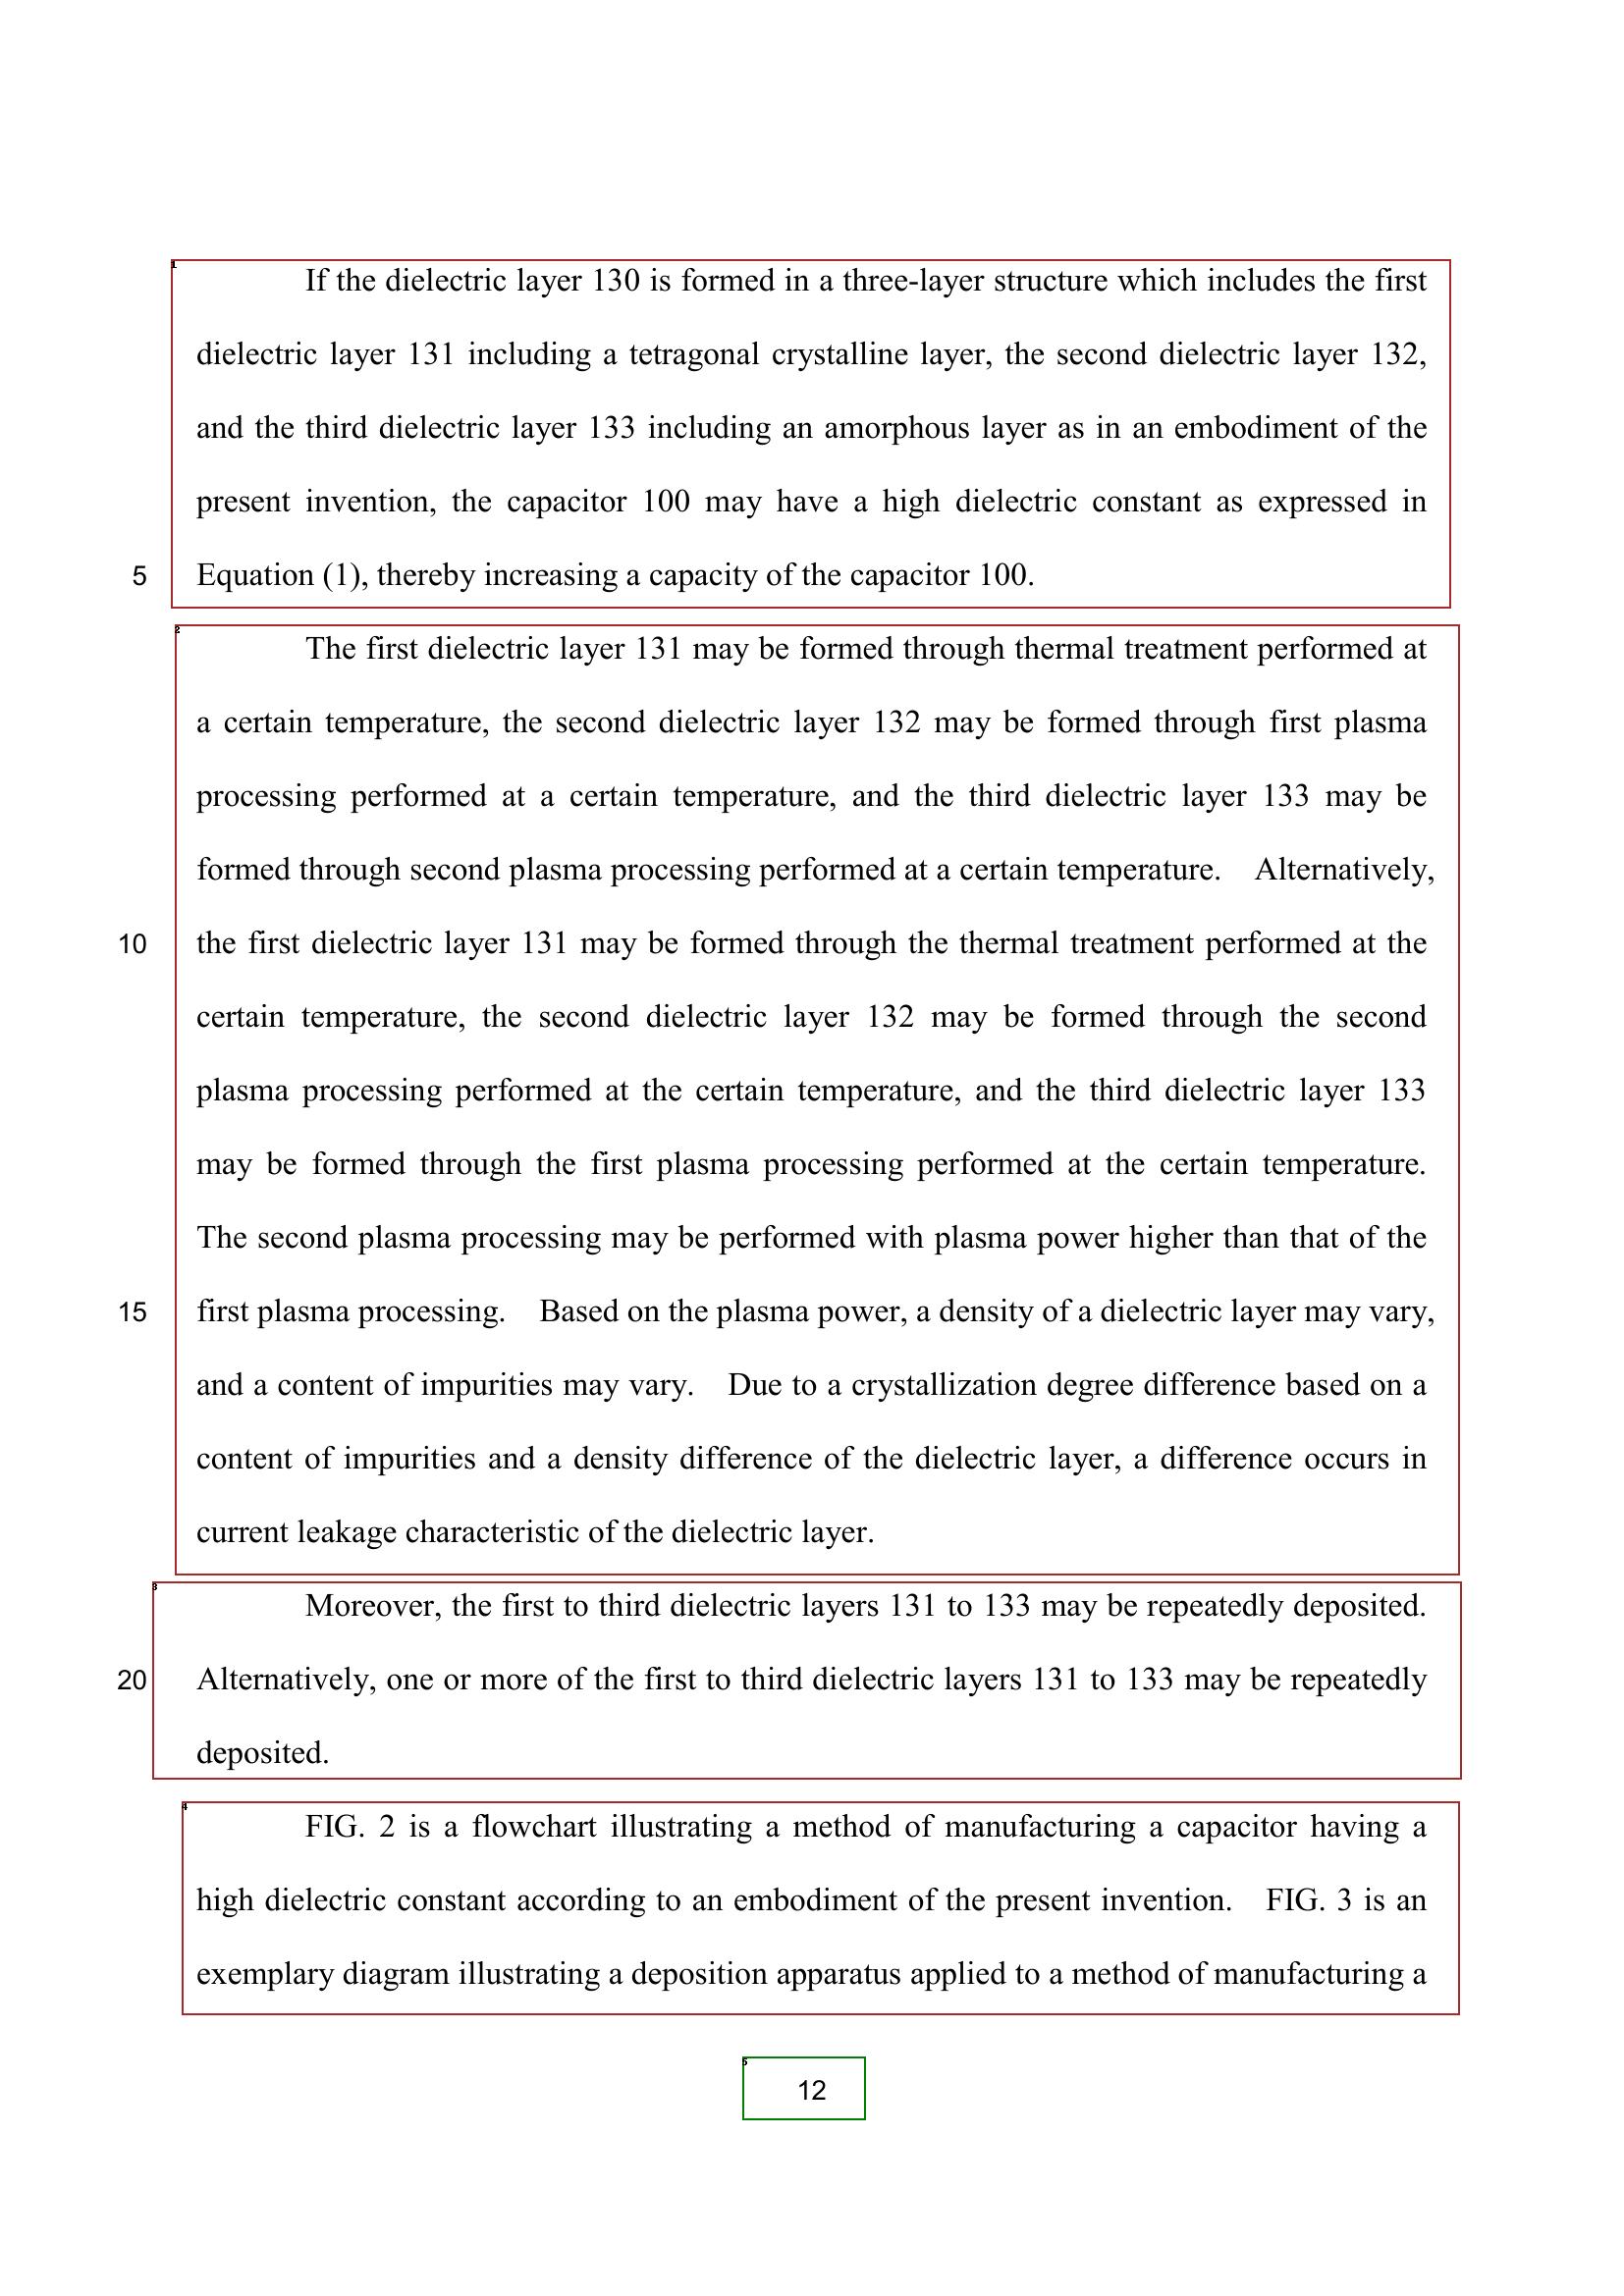 1
If the dielectric layer 130 is formed in a three-layer structure which includes the first
dielectric layer 131 including a tetragonal crystalline layer, the second dielectric layer 132,
and the third dielectric layer 133 including an amorphous layer as in an embodiment of the
present invention, the capacitor 100 may have a high dielectric constant as expressed in
5 Equation (1), thereby increasing a capacity of the capacitor 100.
2
The first dielectric layer 131 may be formed through thermal treatment performed at
a certain temperature, the second dielectric layer 132 may be formed through first plasma
processing performed at a certain temperature, and the third dielectric layer 133 may be
formed through second plasma processing performed at a certain temperature. Alternatively,
10 the first dielectric layer 131 may be formed through the thermal treatment performed at the
certain temperature, the second dielectric layer 132 may be formed through the second
plasma processing performed at the certain temperature, and the third dielectric layer 133
may be formed through the first plasma processing performed at the certain temperature.
The second plasma processing may be performed with plasma power higher than that of the
15 first plasma processing. Based on the plasma power, a density of a dielectric layer may vary,
and a content of impurities may vary. Due to a crystallization degree difference based on a
content of impurities and a density difference of the dielectric layer, a difference occurs in
current leakage characteristic of the dielectric layer.
3
Moreover, the first to third dielectric layers 131 to 133 may be repeatedly deposited.
20 Alternatively, one or more of the first to third dielectric layers 131 to 133 may be repeatedly
deposited.
4
FIG. 2 is a flowchart illustrating a method of manufacturing a capacitor having a
high dielectric constant according to an embodiment of the present invention. FIG. 3 is an
exemplary diagram illustrating a deposition apparatus applied to a method of manufacturing a
5
12